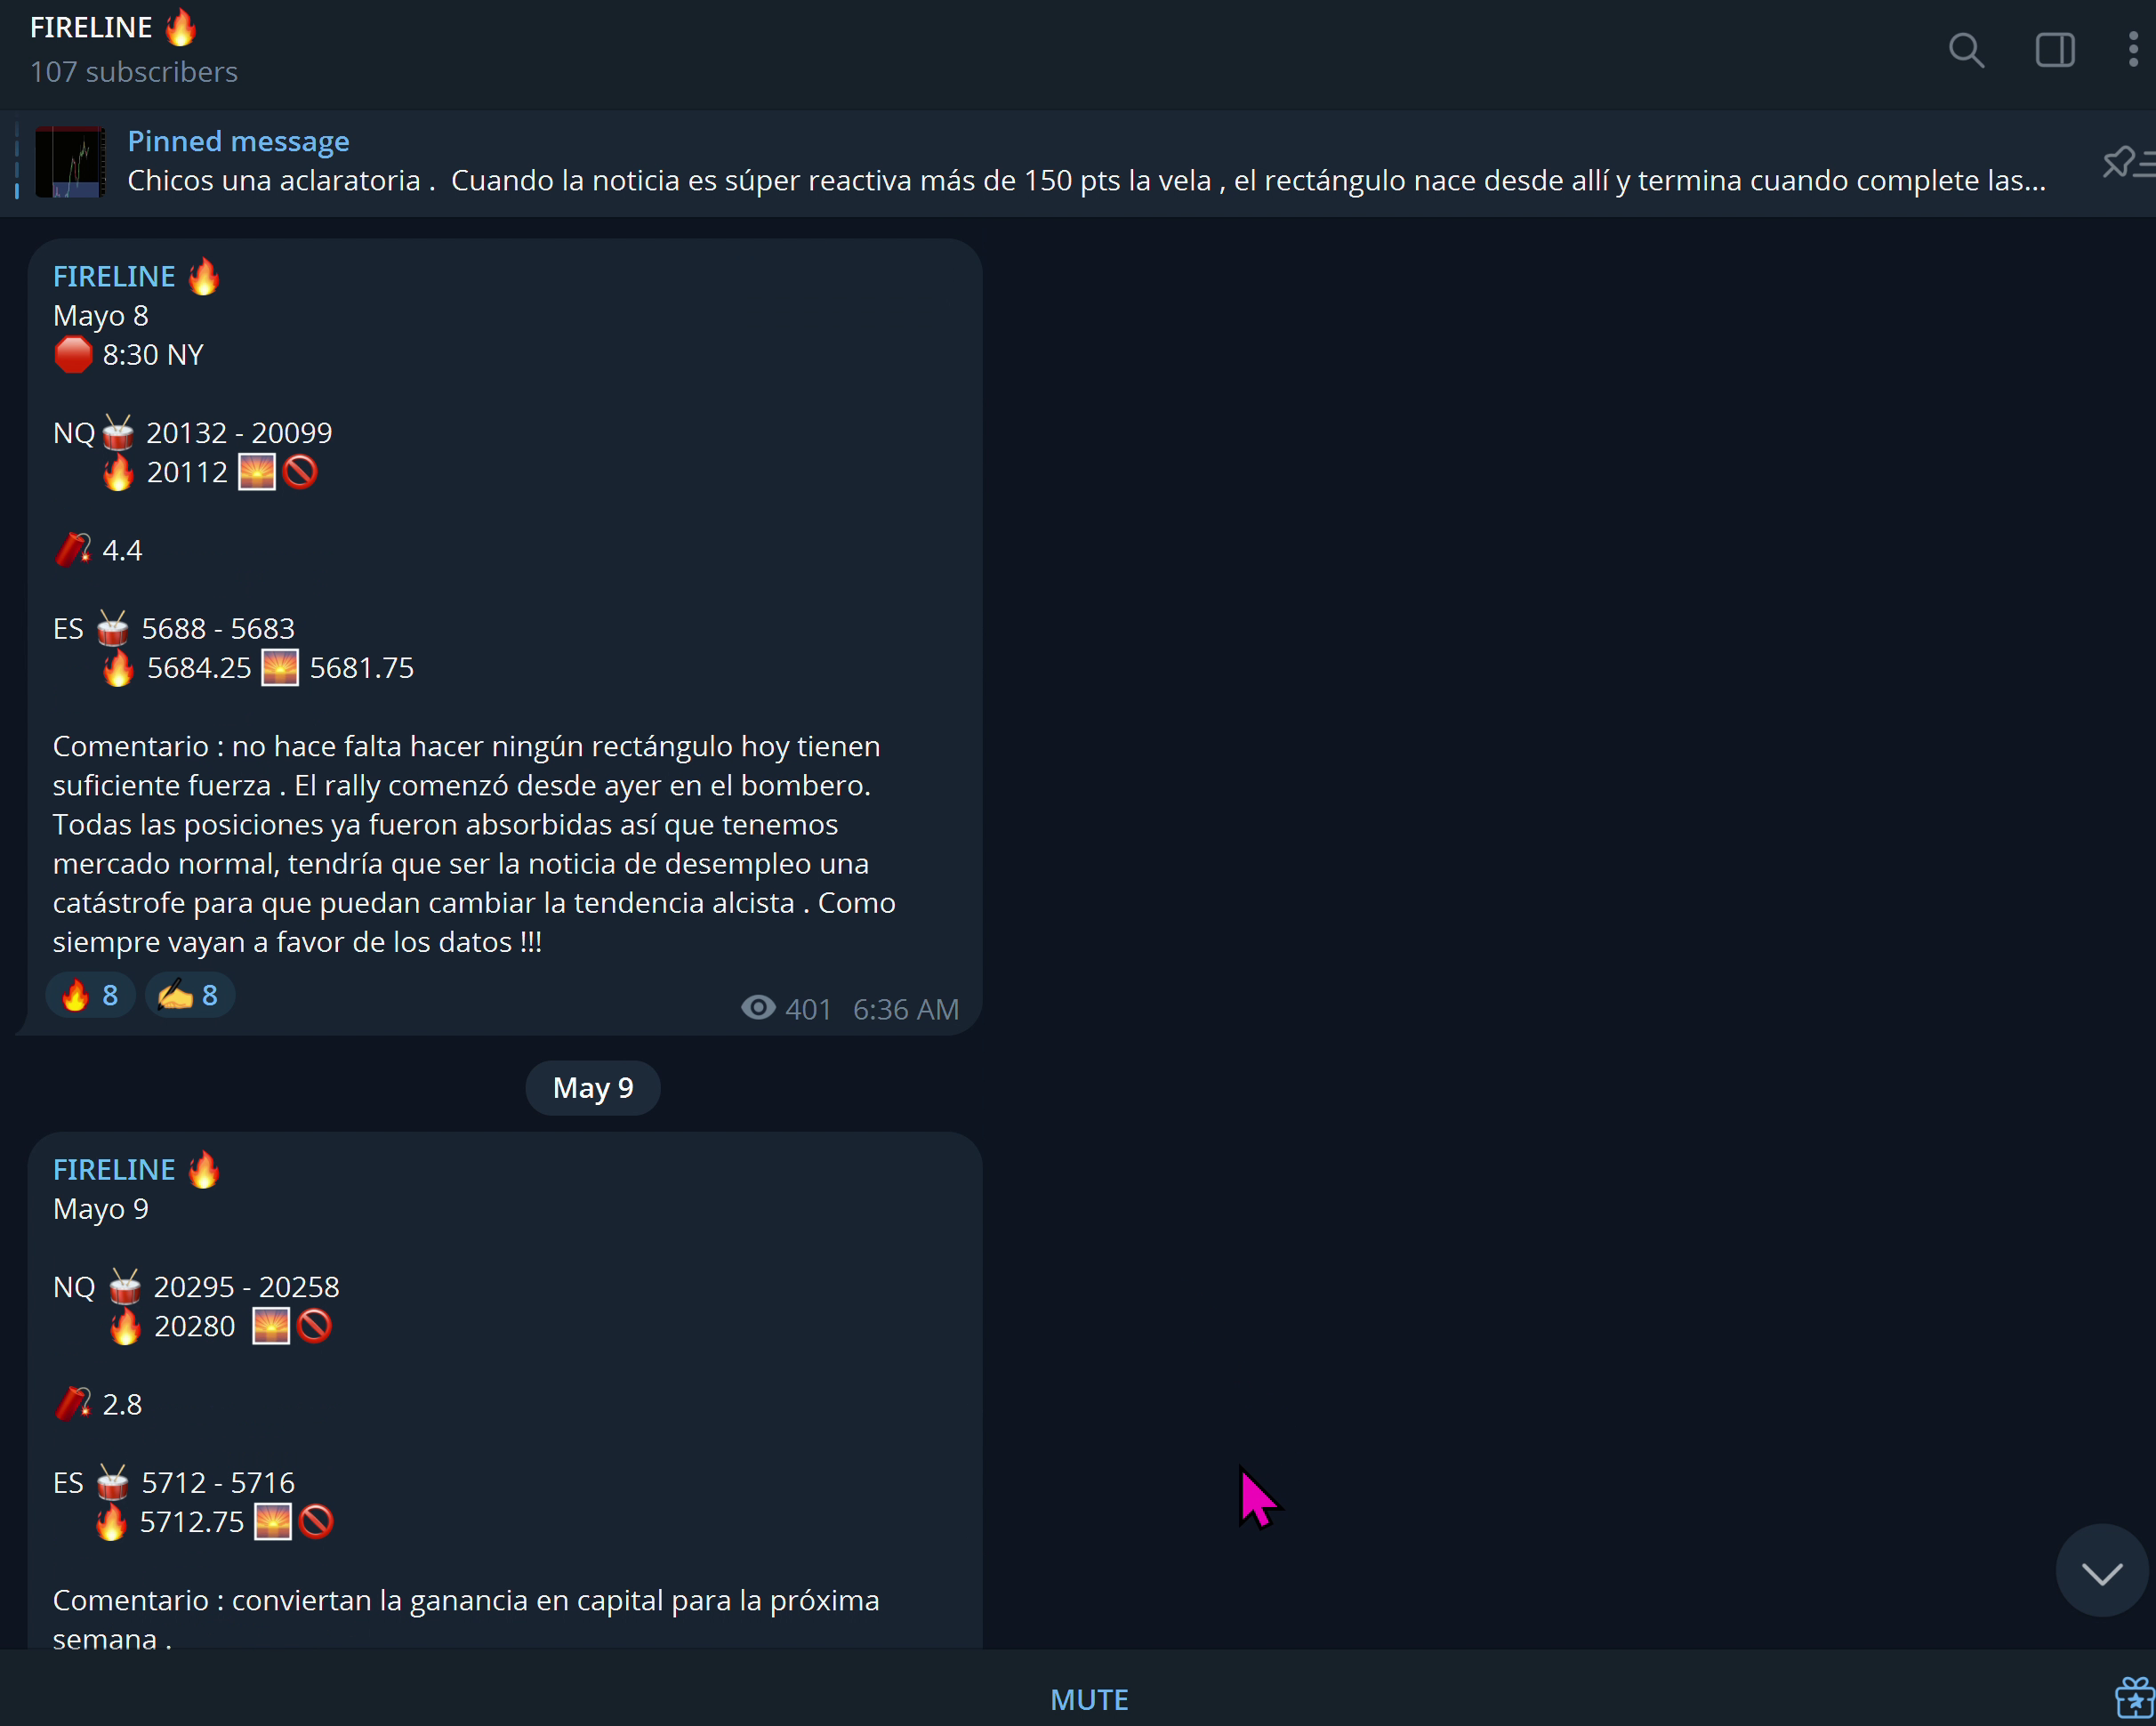 FIRELINE 🔥
107 subscribers
Pinned message
Chicos una aclaratoria .  Cuando la noticia es súper reactiva más de 150 pts la vela , el rectángulo nace desde allí y termina cuando complete las...
FIRELINE 🔥
Mayo 8
🛑 8:30 NY
NQ🥁 20132 - 20099
🔥 20112 🌅🚫
🧨 4.4
ES 🥁 5688 - 5683
🔥 5684.25 🌅 5681.75
Comentario : no hace falta hacer ningún rectángulo hoy tienen
suficiente fuerza . El rally comenzó desde ayer en el bombero.
Todas las posiciones ya fueron absorbidas así que tenemos
mercado normal, tendría que ser la noticia de desempleo una
catástrofe para que puedan cambiar la tendencia alcista . Como
siempre vayan a favor de los datos !!!
🔥 8 ✍️ 8
401 6:36 AM
May 9
FIRELINE 🔥
Mayo 9
NQ 🥁 20295 - 20258
🔥 20280 🌅🚫
🧨 2.8
ES 🥁 5712 - 5716
🔥 5712.75 🌅🚫
Comentario : conviertan la ganancia en capital para la próxima
semana .
MUTE